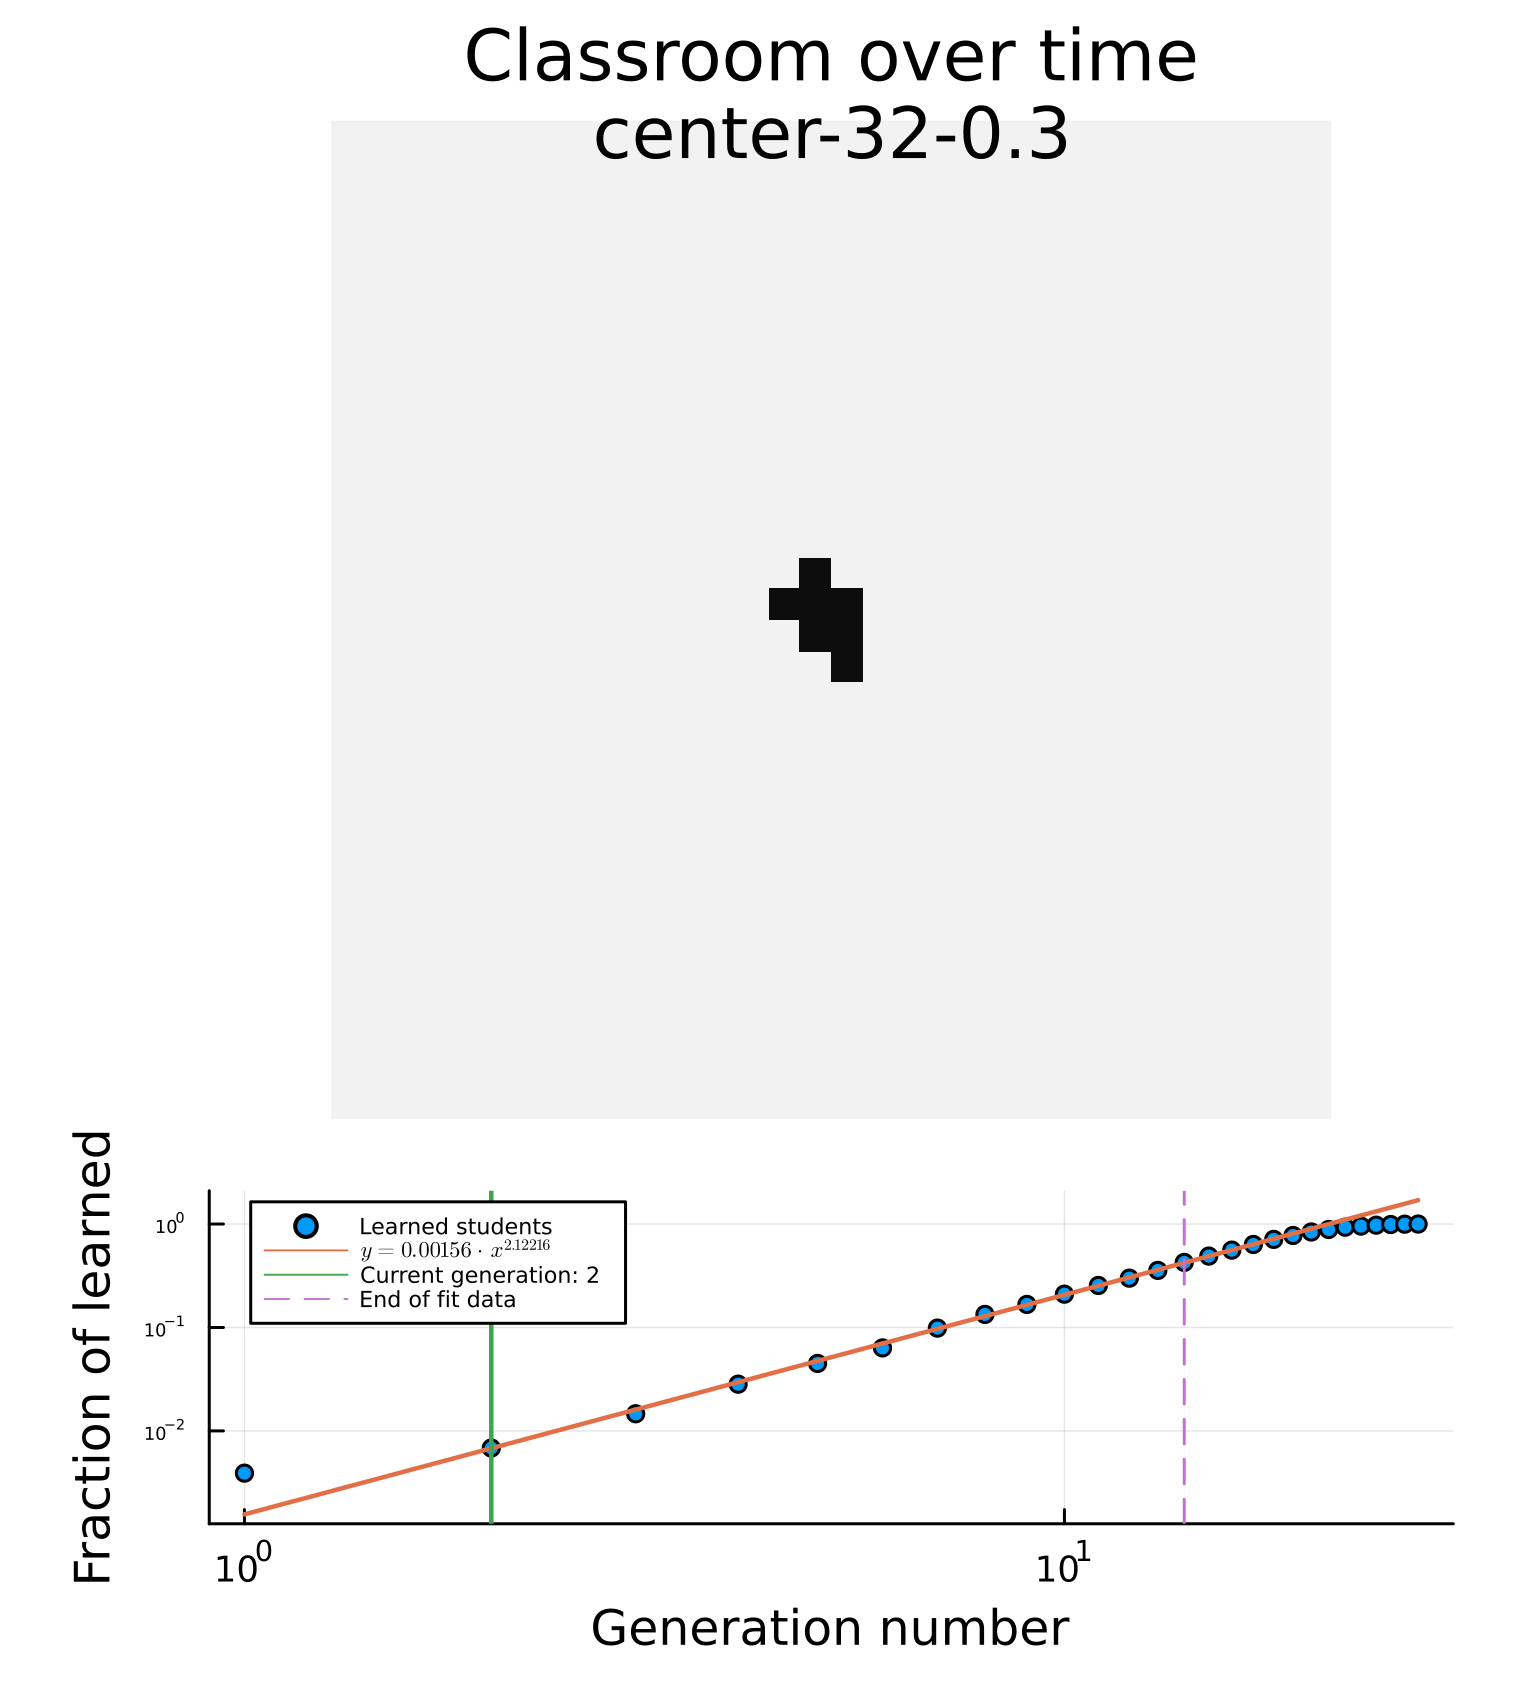 Classroom over time
center-32-0.3
Fraction of learned
10^0
10^-1
10^-2
Learned students
y = 0.00156 · x^2.12216
Current generation: 2
End of fit data
10^0
10^1
Generation number